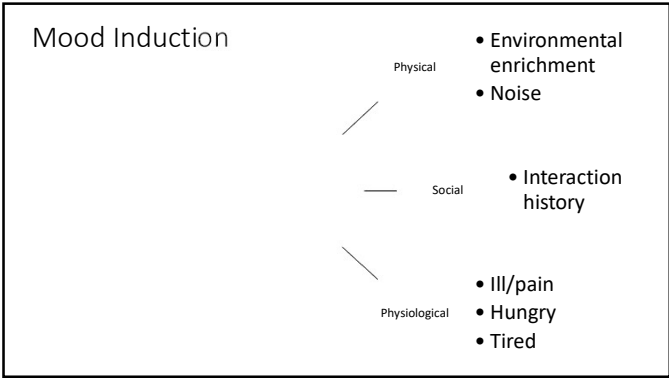 Mood Induction
Physical
• Environmental
enrichment
• Noise
Social
• Interaction
history
Physiological
• Ill/pain
• Hungry
• Tired